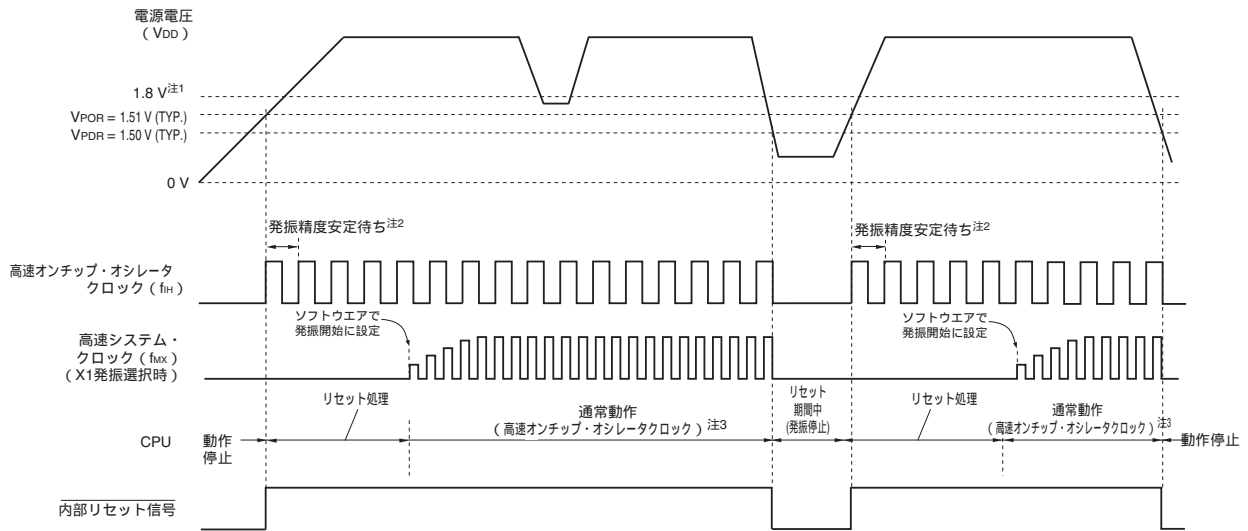 電源電圧
（VDD）
1.8 V注1
VPOR = 1.51 V (TYP.)
VPDR = 1.50 V (TYP.)
0 V
発振精度安定待ち注2
発振精度安定待ち注2
高速オンチップ・オシレータ
クロック（fIH）
ソフトウエアで
発振開始に設定
ソフトウエアで
発振開始に設定
高速システム・
クロック（fMX）
（X1発振選択時）
リセット処理
通常動作
（高速オンチップ・オシレータクロック）注3
リセット
期間中
(発振停止)
リセット処理
通常動作
（高速オンチップ・オシレータクロック）注3
CPU
動作
停止
動作停止
内部リセット信号